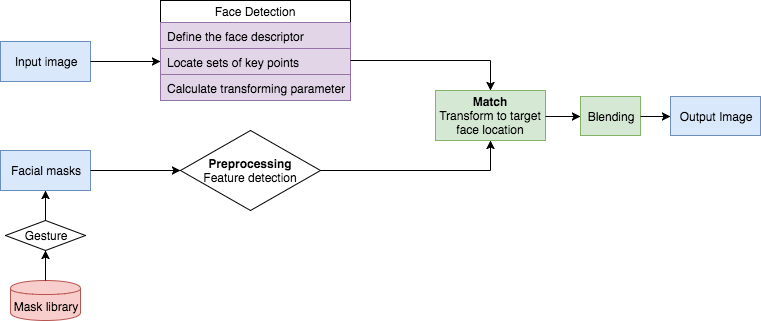 Face Detection
Define the face descriptor
Input image
Locate sets of key points
Calculate transforming parameter
Match
Transform to target
face location
Blending
Output Image
Facial masks
Preprocessing
Feature detection
Gesture
Mask library